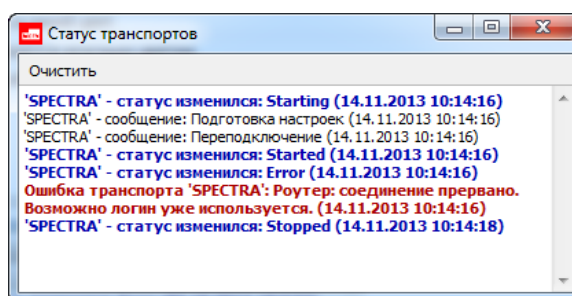 Статус транспортов
Очистить
'SPECTRA' - статус изменился: Starting (14.11.2013 10:14:16)
'SPECTRA' - сообщение: Подготовка настроек (14.11.2013 10:14:16)
'SPECTRA' - сообщение: Переподключение (14.11.2013 10:14:16)
'SPECTRA' - статус изменился: Started (14.11.2013 10:14:16)
'SPECTRA' - статус изменился: Error (14.11.2013 10:14:16)
Ошибка транспорта 'SPECTRA': Роутер: соединение прервано.
Возможно логин уже используется. (14.11.2013 10:14:16)
'SPECTRA' - статус изменился: Stopped (14.11.2013 10:14:18)